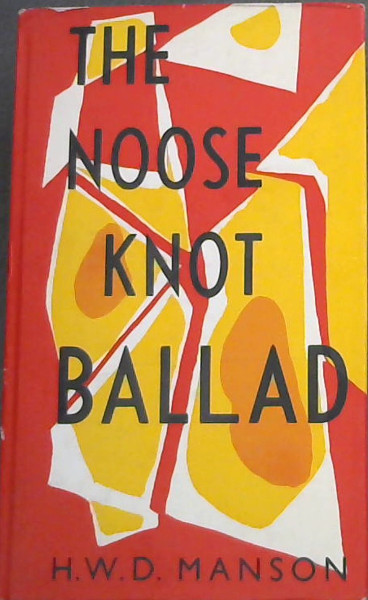 THE
NOOSE
KNOT
BALLAD
H.W.D. MANSON